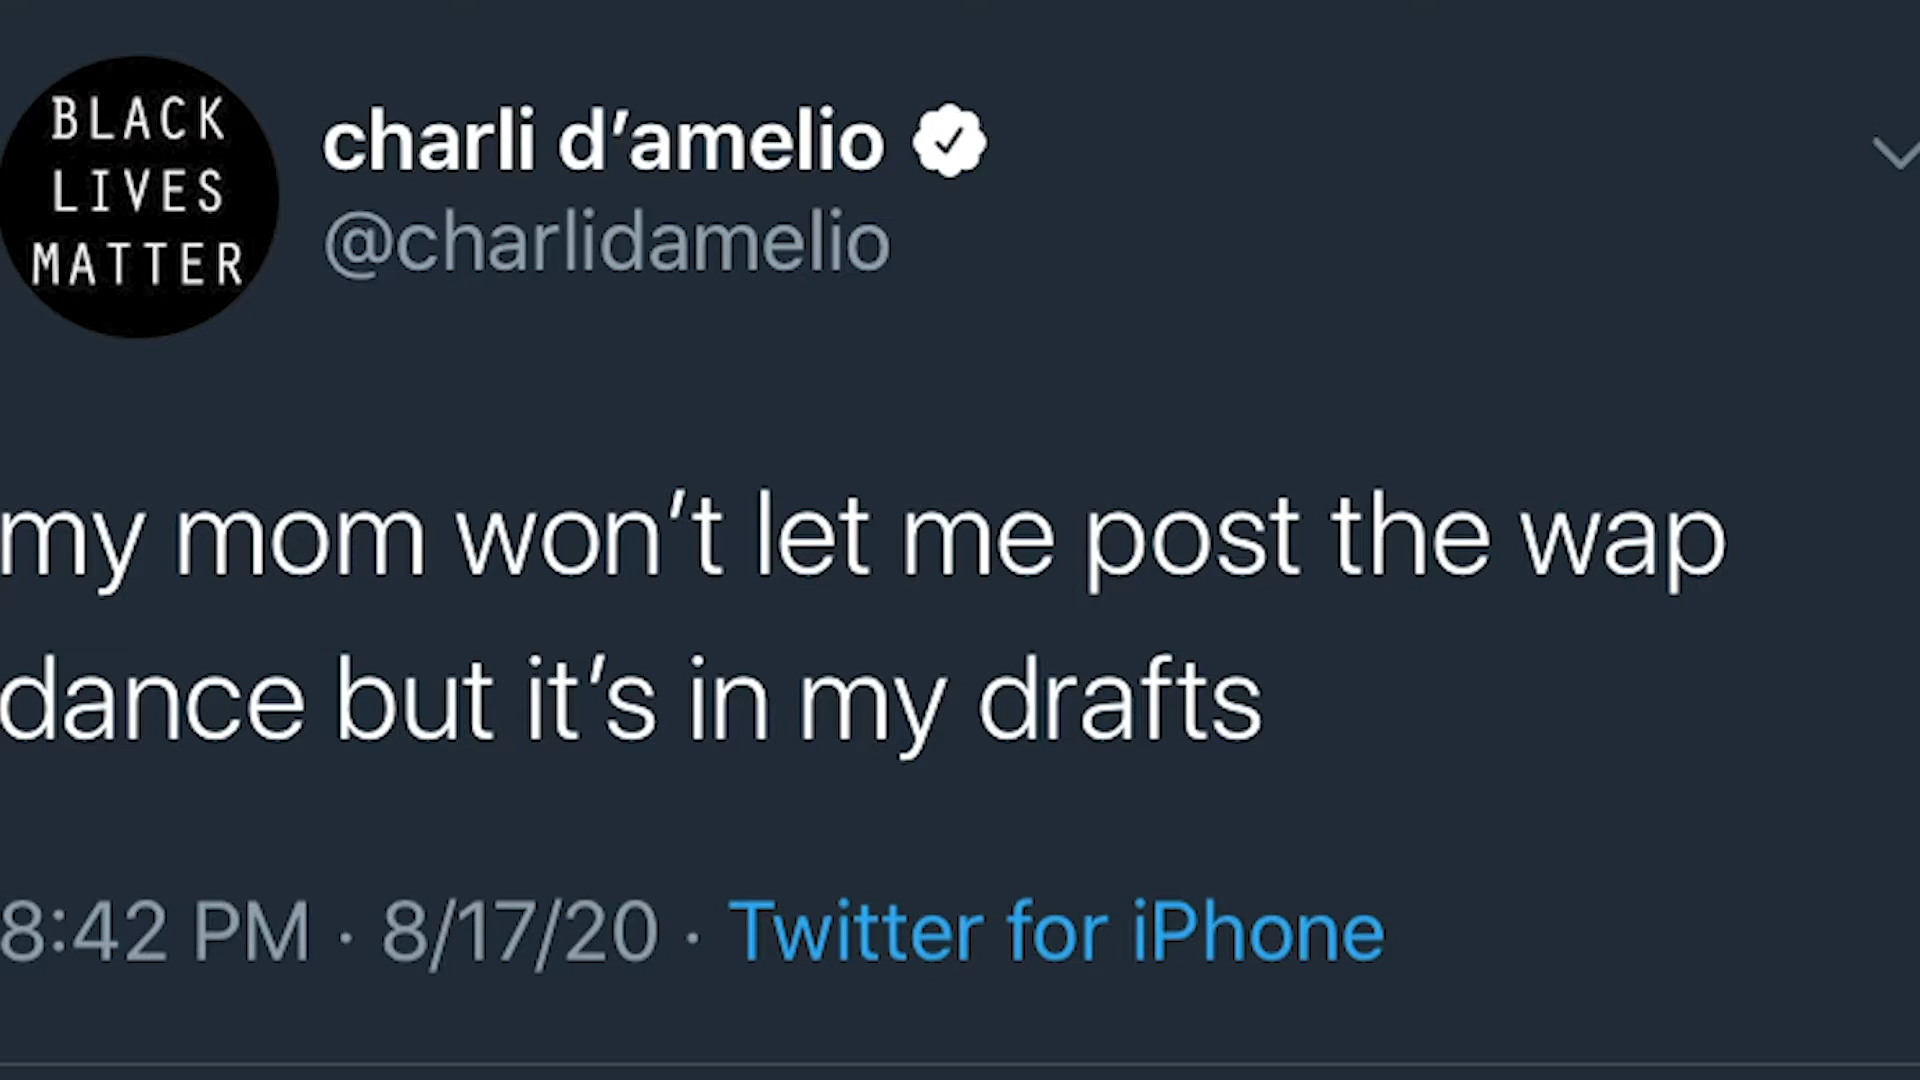 BLACK
LIVES
MATTER
charli d’amelio
@charlidamelio
my mom won’t let me post the wap
dance but it’s in my drafts
8:42 PM · 8/17/20 · Twitter for iPhone